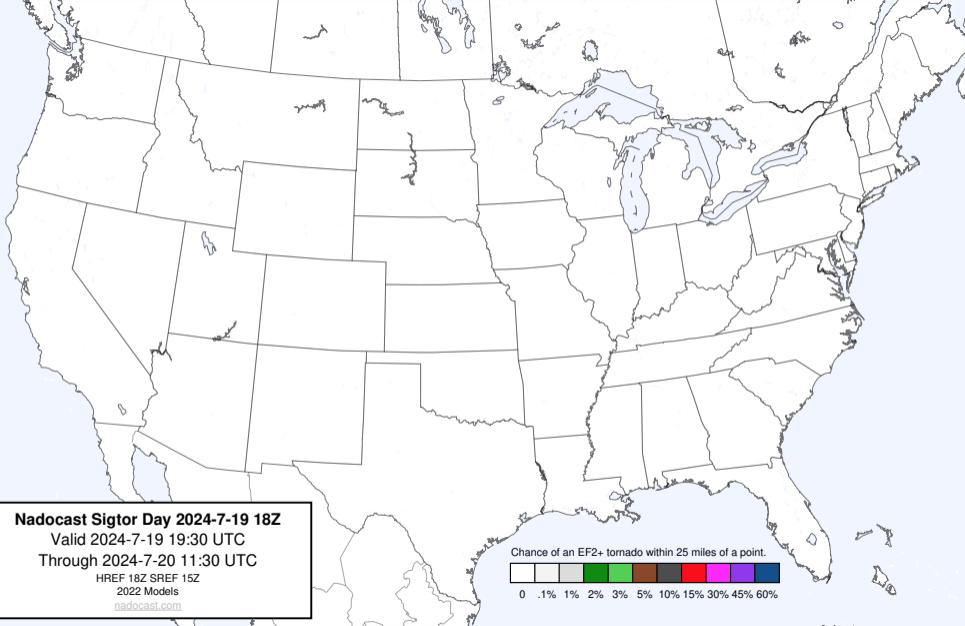 Nadocast Sigtor Day 2024-7-19 18Z
Valid 2024-7-19 19:30 UTC
Through 2024-7-20 11:30 UTC
HREF 18Z SREF 15Z
2022 Models
nadocast.com
Chance of an EF2+ tornado within 25 miles of a point.
0 .1% 1% 2% 3% 5% 10% 15% 30% 45% 60%